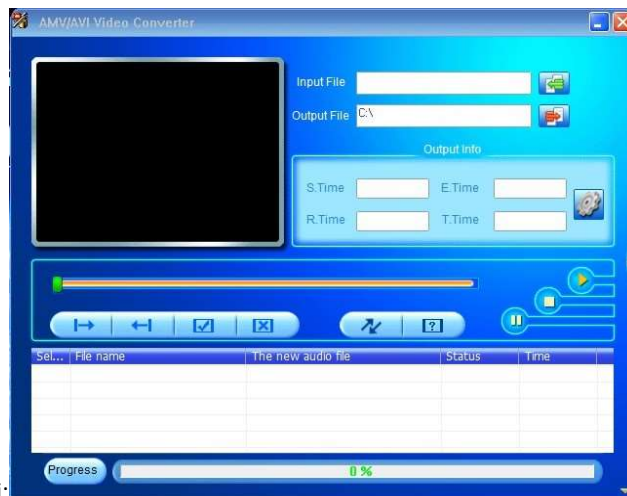 AMV/AVI Video Converter
Input File
Output File C:\
Output Info
S.Time E.Time
R.Time T.Time
Sel... File name The new audio file Status Time
Progress 0 %